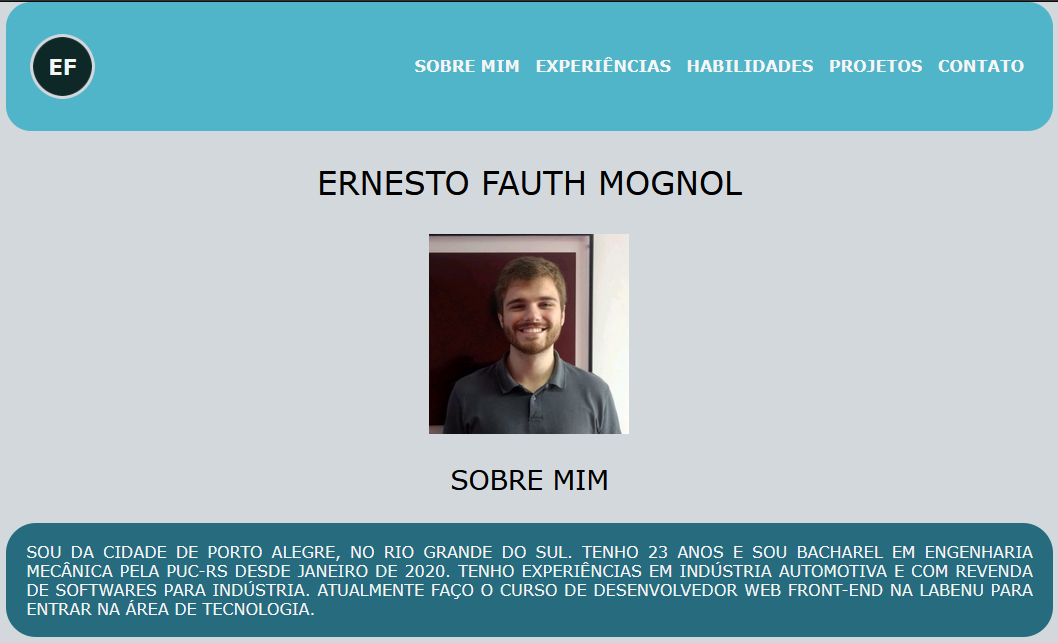 EF
SOBRE MIM EXPERIÊNCIAS HABILIDADES PROJETOS CONTATO
ERNESTO FAUTH MOGNOL
SOBRE MIM
SOU DA CIDADE DE PORTO ALEGRE, NO RIO GRANDE DO SUL. TENHO 23 ANOS E SOU BACHAREL EM ENGENHARIA
MECÂNICA PELA PUC-RS DESDE JANEIRO DE 2020. TENHO EXPERIÊNCIAS EM INDÚSTRIA AUTOMOTIVA E COM REVENDA
DE SOFTWARES PARA INDÚSTRIA. ATUALMENTE FAÇO O CURSO DE DESENVOLVEDOR WEB FRONT-END NA LABENU PARA
ENTRAR NA ÁREA DE TECNOLOGIA.